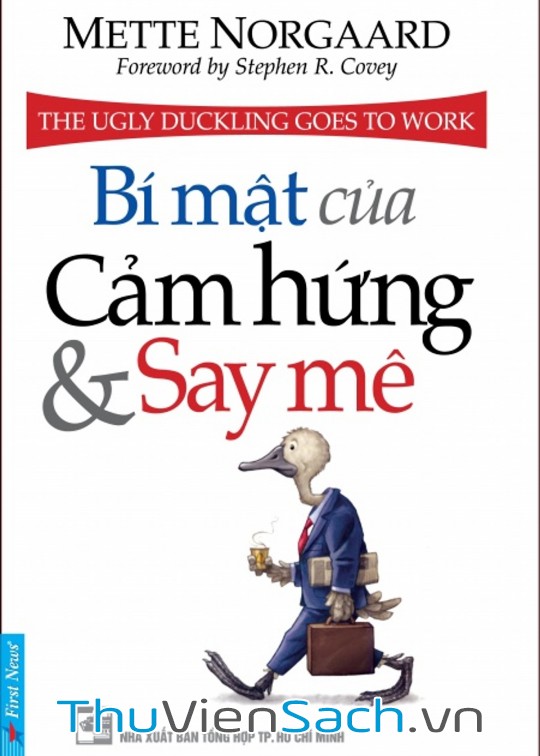 METTE NORGAARD
Foreword by Stephen R. Covey
THE UGLY DUCKLING GOES TO WORK
Bí mật của
Cảm hứng
& Say mê
First News
ThuVienSach.vn
NHÀ XUẤT BẢN TỔNG HỢP TP. HỒ CHÍ MINH